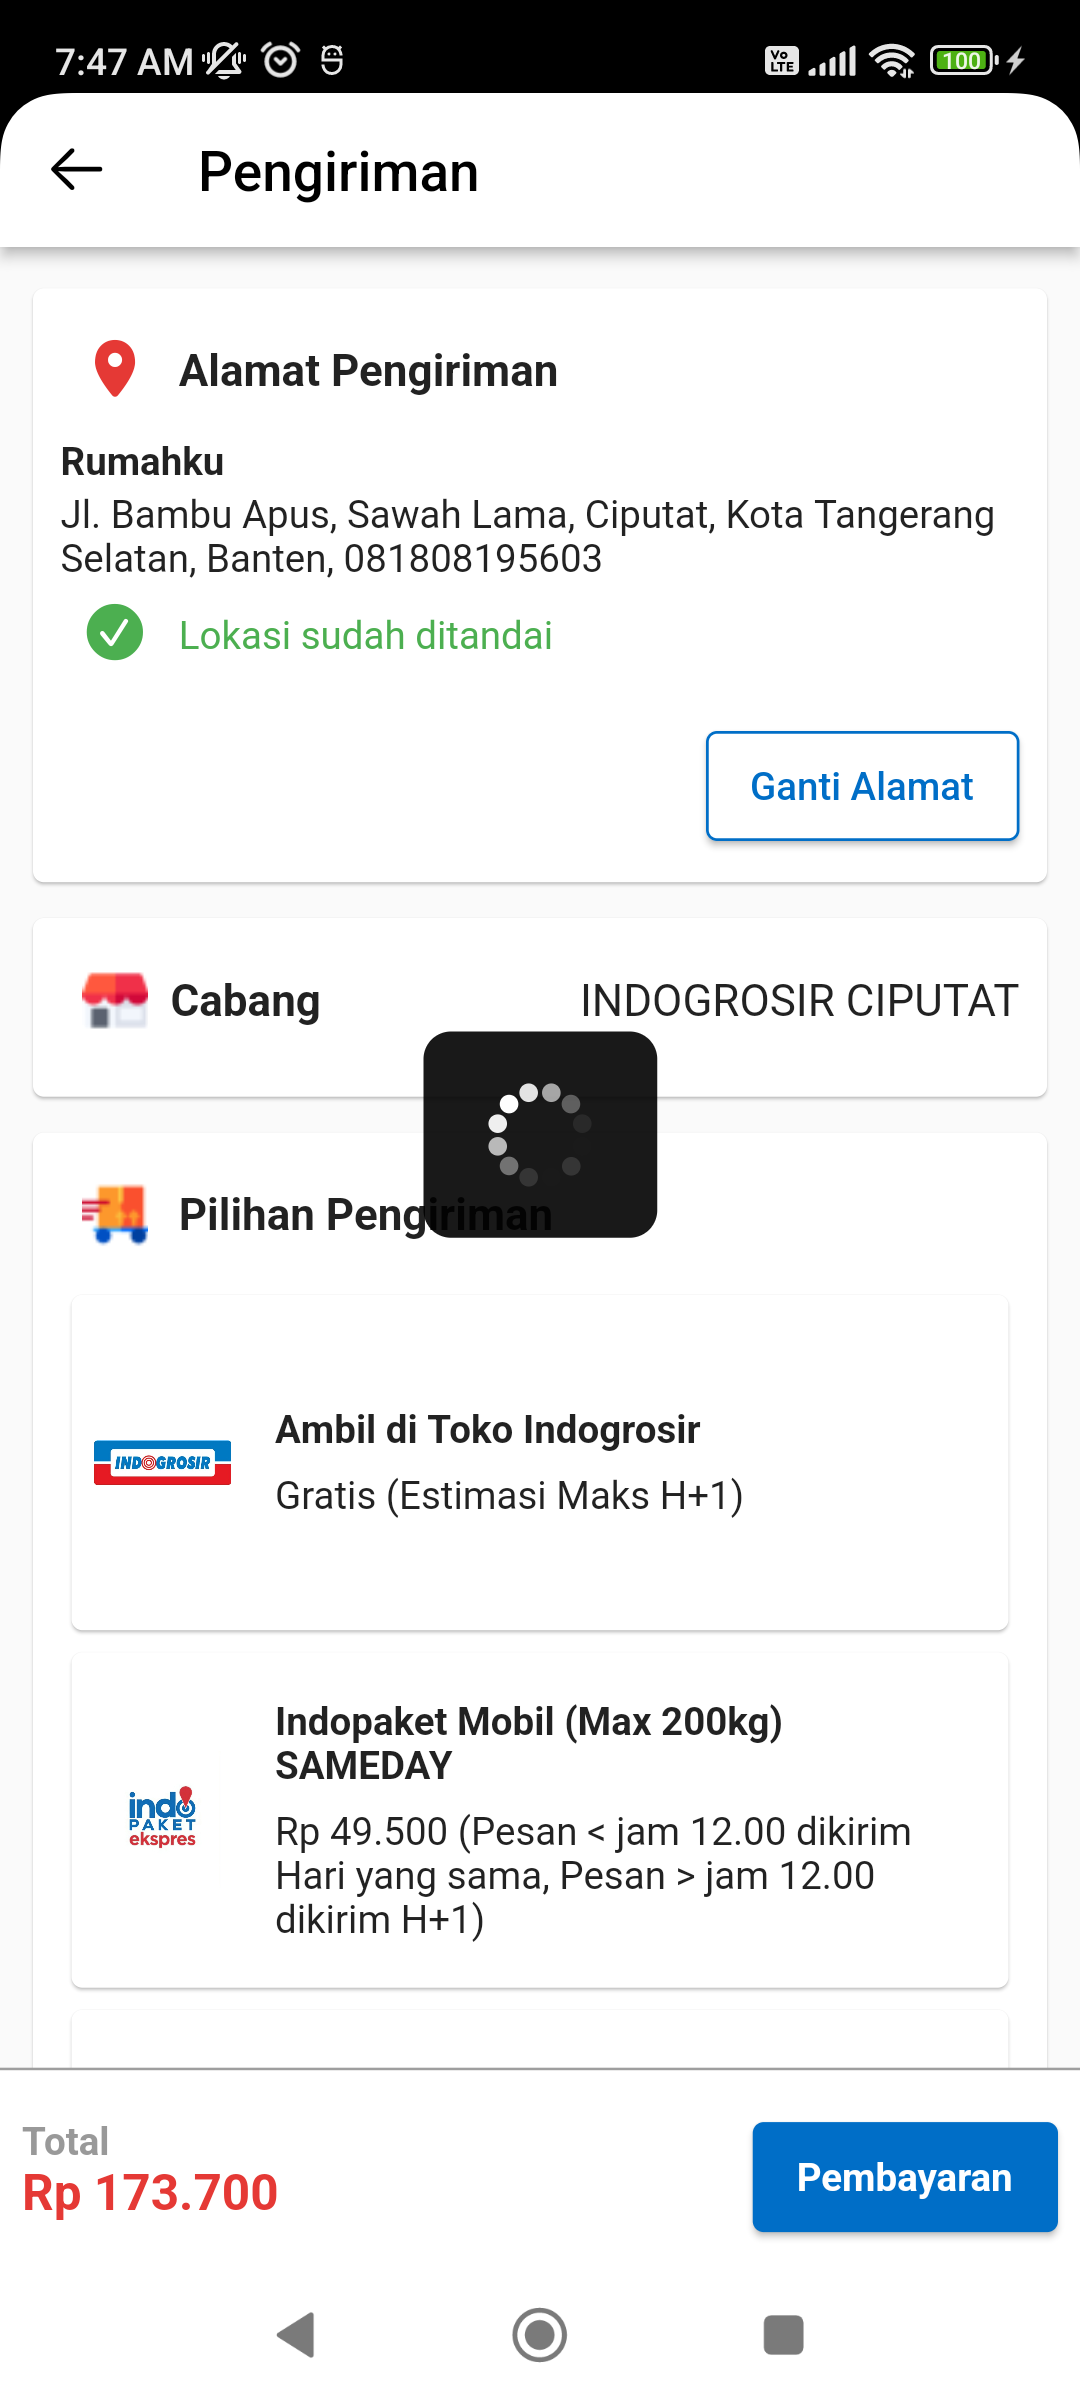 7:47 AM
Vo
LTE
100
Pengiriman
Alamat Pengiriman
Rumahku
Jl. Bambu Apus, Sawah Lama, Ciputat, Kota Tangerang
Selatan, Banten, 081808195603
Lokasi sudah ditandai
Ganti Alamat
Cabang
INDOGROSIR CIPUTAT
Pilihan Pengiriman
INDOGROSIR
Ambil di Toko Indogrosir
Gratis (Estimasi Maks H+1)
indo
PAKET
ekspres
Indopaket Mobil (Max 200kg)
SAMEDAY
Rp 49.500 (Pesan < jam 12.00 dikirim
Hari yang sama, Pesan > jam 12.00
dikirim H+1)
Total
Rp 173.700
Pembayaran